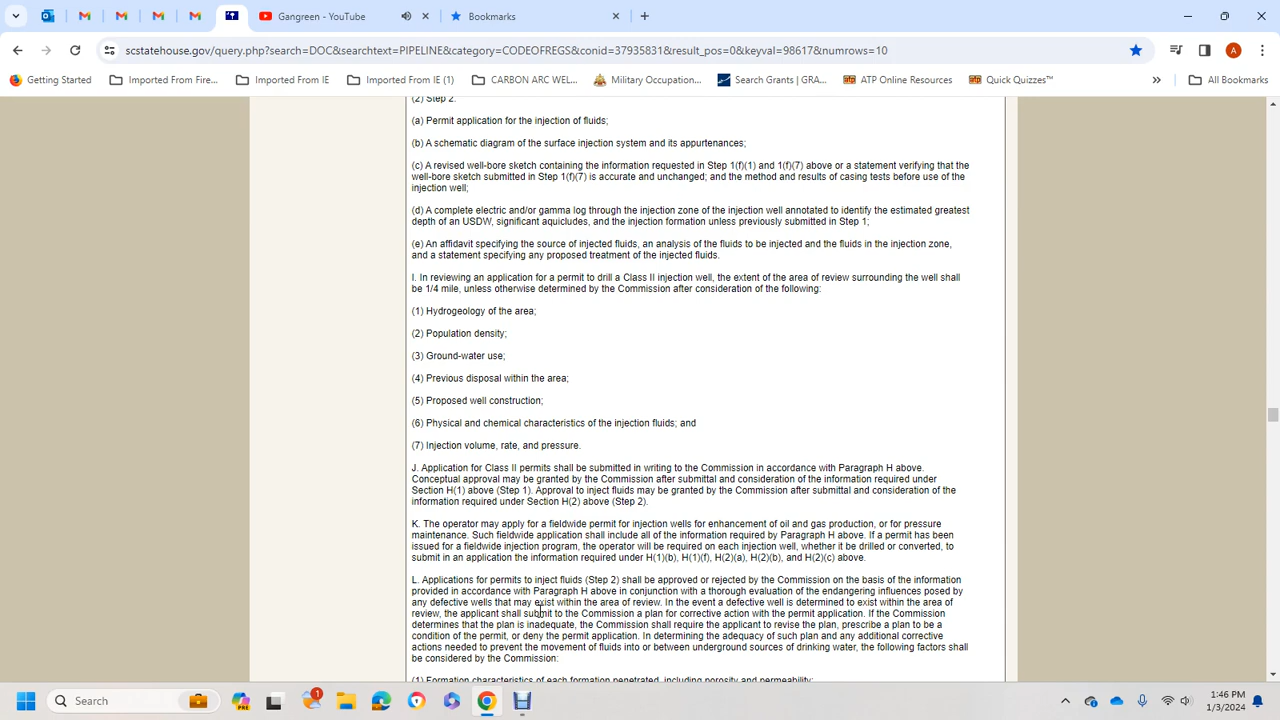 Gangreen - YouTube
Bookmarks
scstatehouse.gov/query.php?search=DOC&searchtext=PIPELINE&category=CODEOFREGS&conid=37935831&result_pos=0&keyval=98617&numrows=10
A
Getting Started
Imported From Fire...
Imported From IE
Imported From IE (1)
CARBON ARC WEL...
Military Occupation...
Search Grants | GRA...
ATP Online Resources
Quick Quizzes™
All Bookmarks
(2) Step 2.
(a) Permit application for the injection of fluids;
(b) A schematic diagram of the surface injection system and its appurtenances;
(c) A revised well-bore sketch containing the information requested in Step 1(f)(1) and 1(f)(7) above or a statement verifying that the
well-bore sketch submitted in Step 1(f)(7) is accurate and unchanged; and the method and results of casing tests before use of the
injection well;
(d) A complete electric and/or gamma log through the injection zone of the injection well annotated to identify the estimated greatest
depth of an USDW, significant aquicludes, and the injection formation unless previously submitted in Step 1;
(e) An affidavit specifying the source of injected fluids, an analysis of the fluids to be injected and the fluids in the injection zone,
and a statement specifying any proposed treatment of the injected fluids.
I. In reviewing an application for a permit to drill a Class II injection well, the extent of the area of review surrounding the well shall
be 1/4 mile, unless otherwise determined by the Commission after consideration of the following:
(1) Hydrogeology of the area;
(2) Population density;
(3) Ground-water use;
(4) Previous disposal within the area;
(5) Proposed well construction;
(6) Physical and chemical characteristics of the injection fluids; and
(7) Injection volume, rate, and pressure.
J. Application for Class II permits shall be submitted in writing to the Commission in accordance with Paragraph H above.
Conceptual approval may be granted by the Commission after submittal and consideration of the information required under
Section H(1) above (Step 1). Approval to inject fluids may be granted by the Commission after submittal and consideration of the
information required under Section H(2) above (Step 2).
K. The operator may apply for a fieldwide permit for injection wells for enhancement of oil and gas production, or for pressure
maintenance. Such fieldwide application shall include all of the information required by Paragraph H above. If a permit has been
issued for a fieldwide injection program, the operator will be required on each injection well, whether it be drilled or converted, to
submit in an application the information required under H(1)(b), H(1)(f), H(2)(a), H(2)(b), and H(2)(c) above.
L. Applications for permits to inject fluids (Step 2) shall be approved or rejected by the Commission on the basis of the information
provided in accordance with Paragraph H above in conjunction with a thorough evaluation of the endangering influences posed by
any defective wells that may exist within the area of review. In the event a defective well is determined to exist within the area of
review, the applicant shall submit to the Commission a plan for corrective action with the permit application. If the Commission
determines that the plan is inadequate, the Commission shall require the applicant to revise the plan, prescribe a plan to be a
condition of the permit, or deny the permit application. In determining the adequacy of such plan and any additional corrective
actions needed to prevent the movement of fluids into or between underground sources of drinking water, the following factors shall
be considered by the Commission:
(1) Formation characteristics of each formation penetrated, including porosity and permeability;
Search
PRE
1
1:46 PM
1/3/2024